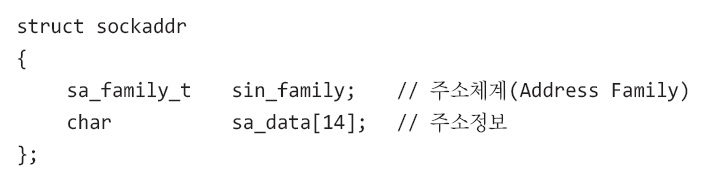 struct sockaddr
{
    sa_family_t   sin_family;   // 주소체계(Address Family)
    char          sa_data[14];  // 주소정보
};